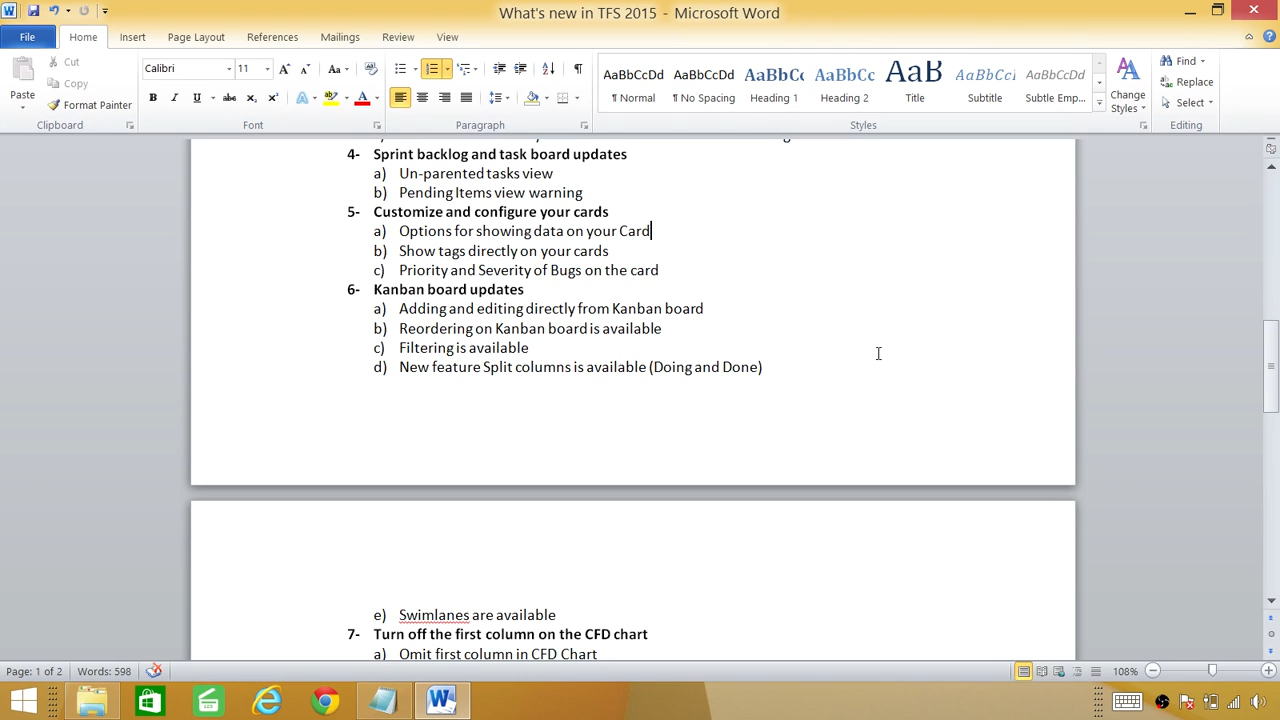 What's new in TFS 2015 - Microsoft Word
File Home Insert Page Layout References Mailings Review View
Paste
Cut
Copy
Format Painter
Clipboard
Calibri 11
Font
Paragraph
AaBbCcDd AaBbCcDd AaBbCc AaBbCc AaB AaBbCcI AaBbCcDd
¶ Normal ¶ No Spacing Heading 1 Heading 2 Title Subtitle Subtle Emp...
Change Styles
Styles
Find
Replace
Select
Editing
4- Sprint backlog and task board updates
a) Un-parented tasks view
b) Pending Items view warning
5- Customize and configure your cards
a) Options for showing data on your Card
b) Show tags directly on your cards
c) Priority and Severity of Bugs on the card
6- Kanban board updates
a) Adding and editing directly from Kanban board
b) Reordering on Kanban board is available
c) Filtering is available
d) New feature Split columns is available (Doing and Done)
e) Swimlanes are available
7- Turn off the first column on the CFD chart
a) Omit first column in CFD Chart
Page: 1 of 2 Words: 598 108%